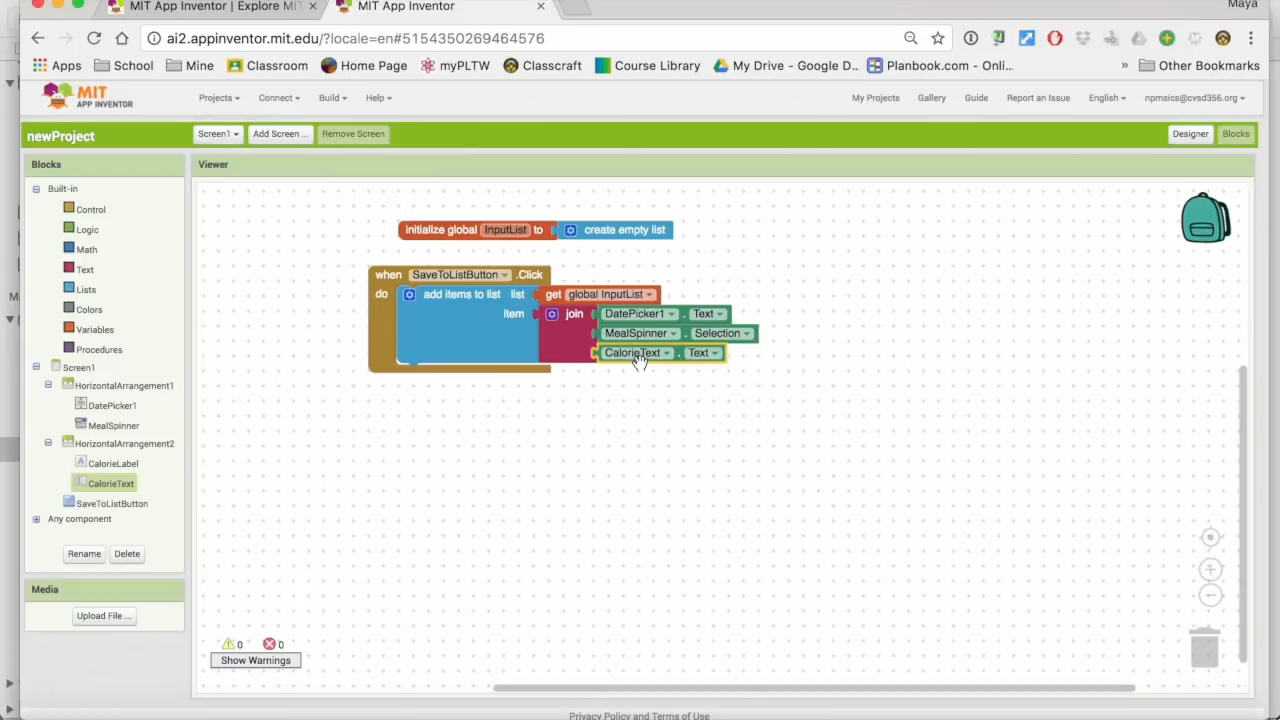 MIT App Inventor | Explore MIT
MIT App Inventor
Maya
ai2.appinventor.mit.edu/?locale=en#5154350269464576
Apps School Mine Classroom Home Page myPLTW Classcraft Course Library My Drive - Google D... Planbook.com - Onli... » Other Bookmarks
MIT
APP INVENTOR
Projects Connect Build Help My Projects Gallery Guide Report an Issue English npmsics@cvsd356.org
newProject Screen1 Add Screen ... Remove Screen Designer Blocks
Blocks
Viewer
Built-in
Control
Logic
Math
Text
Lists
Colors
Variables
Procedures
Screen1
HorizontalArrangement1
DatePicker1
MealSpinner
HorizontalArrangement2
CalorieLabel
CalorieText
SaveToListButton
Any component
Rename Delete
Media
Upload File ...
initialize global InputList to create empty list
when SaveToListButton .Click
do add items to list list get global InputList
item join DatePicker1 . Text
MealSpinner . Selection
CalorieText . Text
0 0
Show Warnings
Privacy Policy and Terms of Use